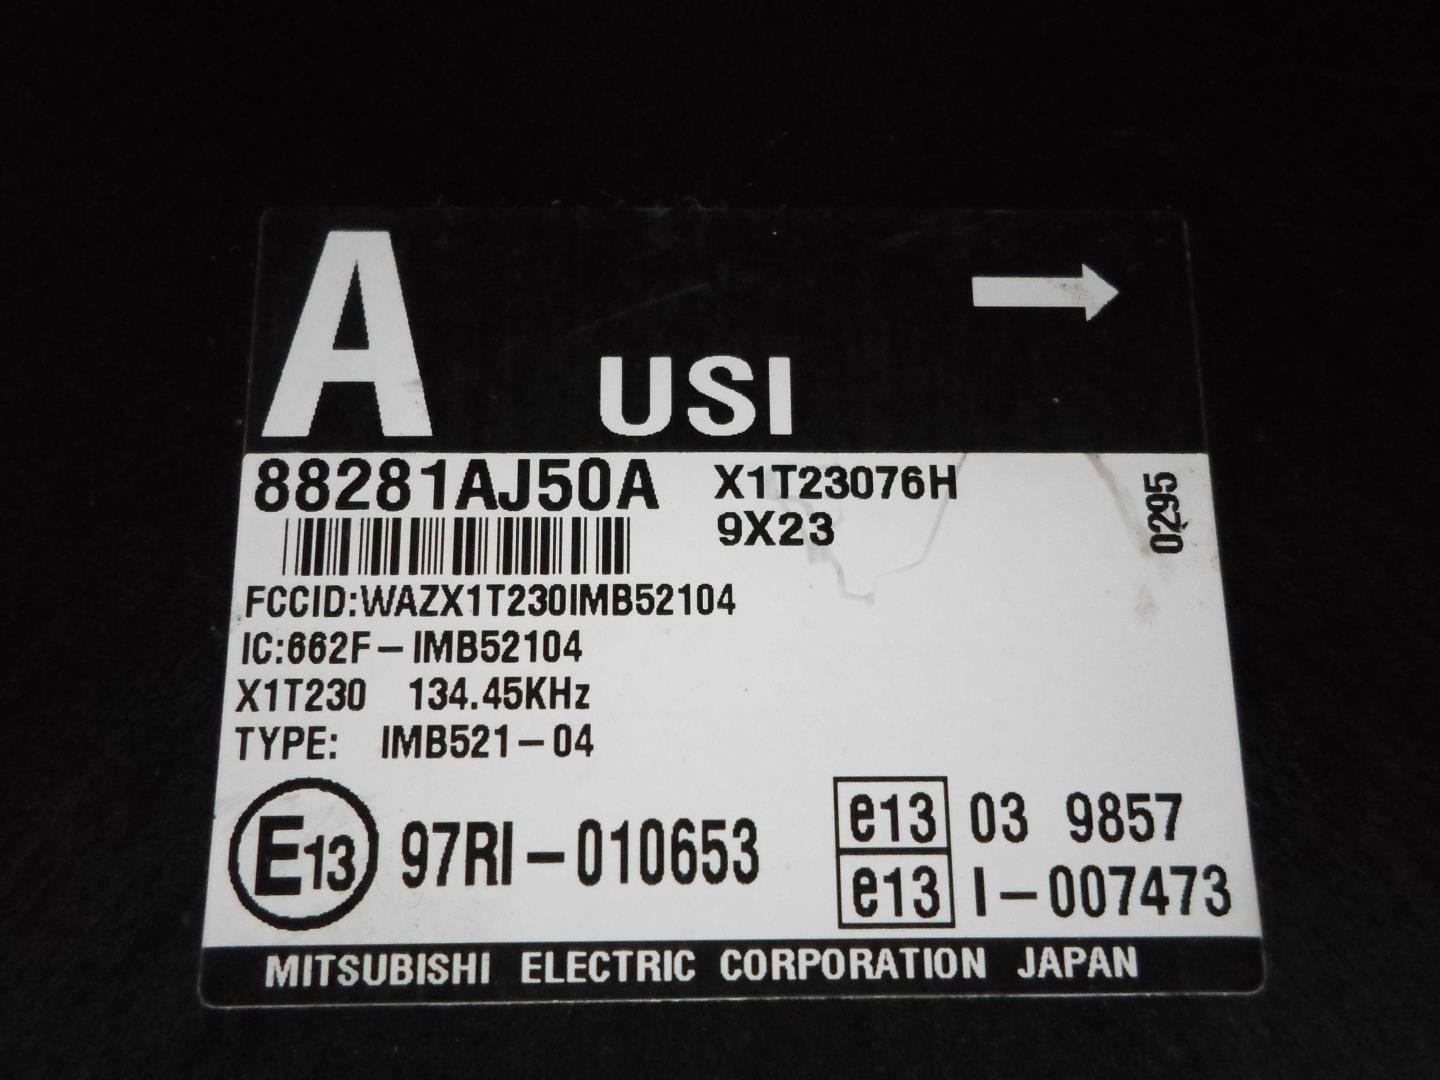 A USI
88281AJ50A X1T23076H
9X23
0295
FCCID:WAZX1T230IMB52104
IC:662F-IMB52104
X1T230 134.45KHz
TYPE: IMB521-04
E13 97RI-010653
e13 03 9857
e13 I-007473
MITSUBISHI ELECTRIC CORPORATION JAPAN